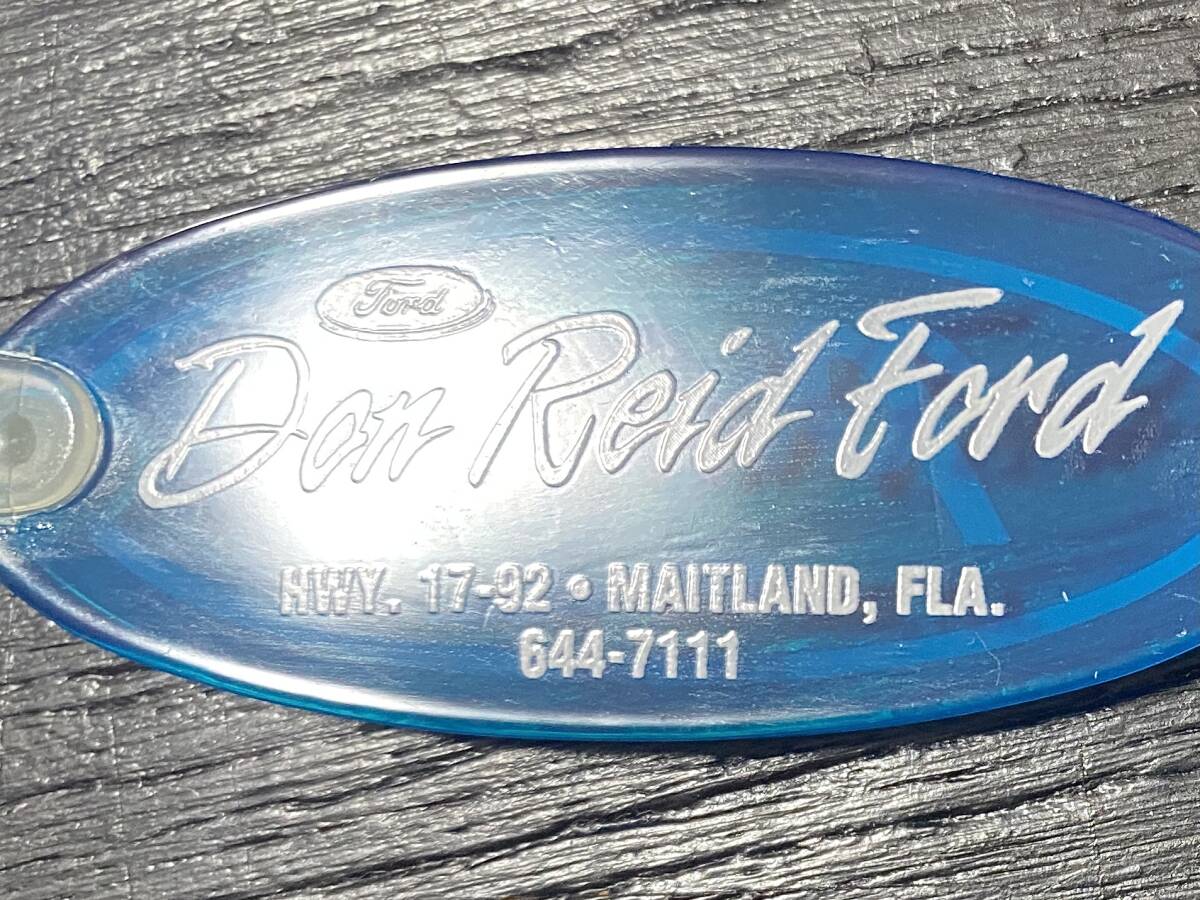 Ford
Don Reid Ford
HWY. 17-92 • MAITLAND, FLA.
644-7111